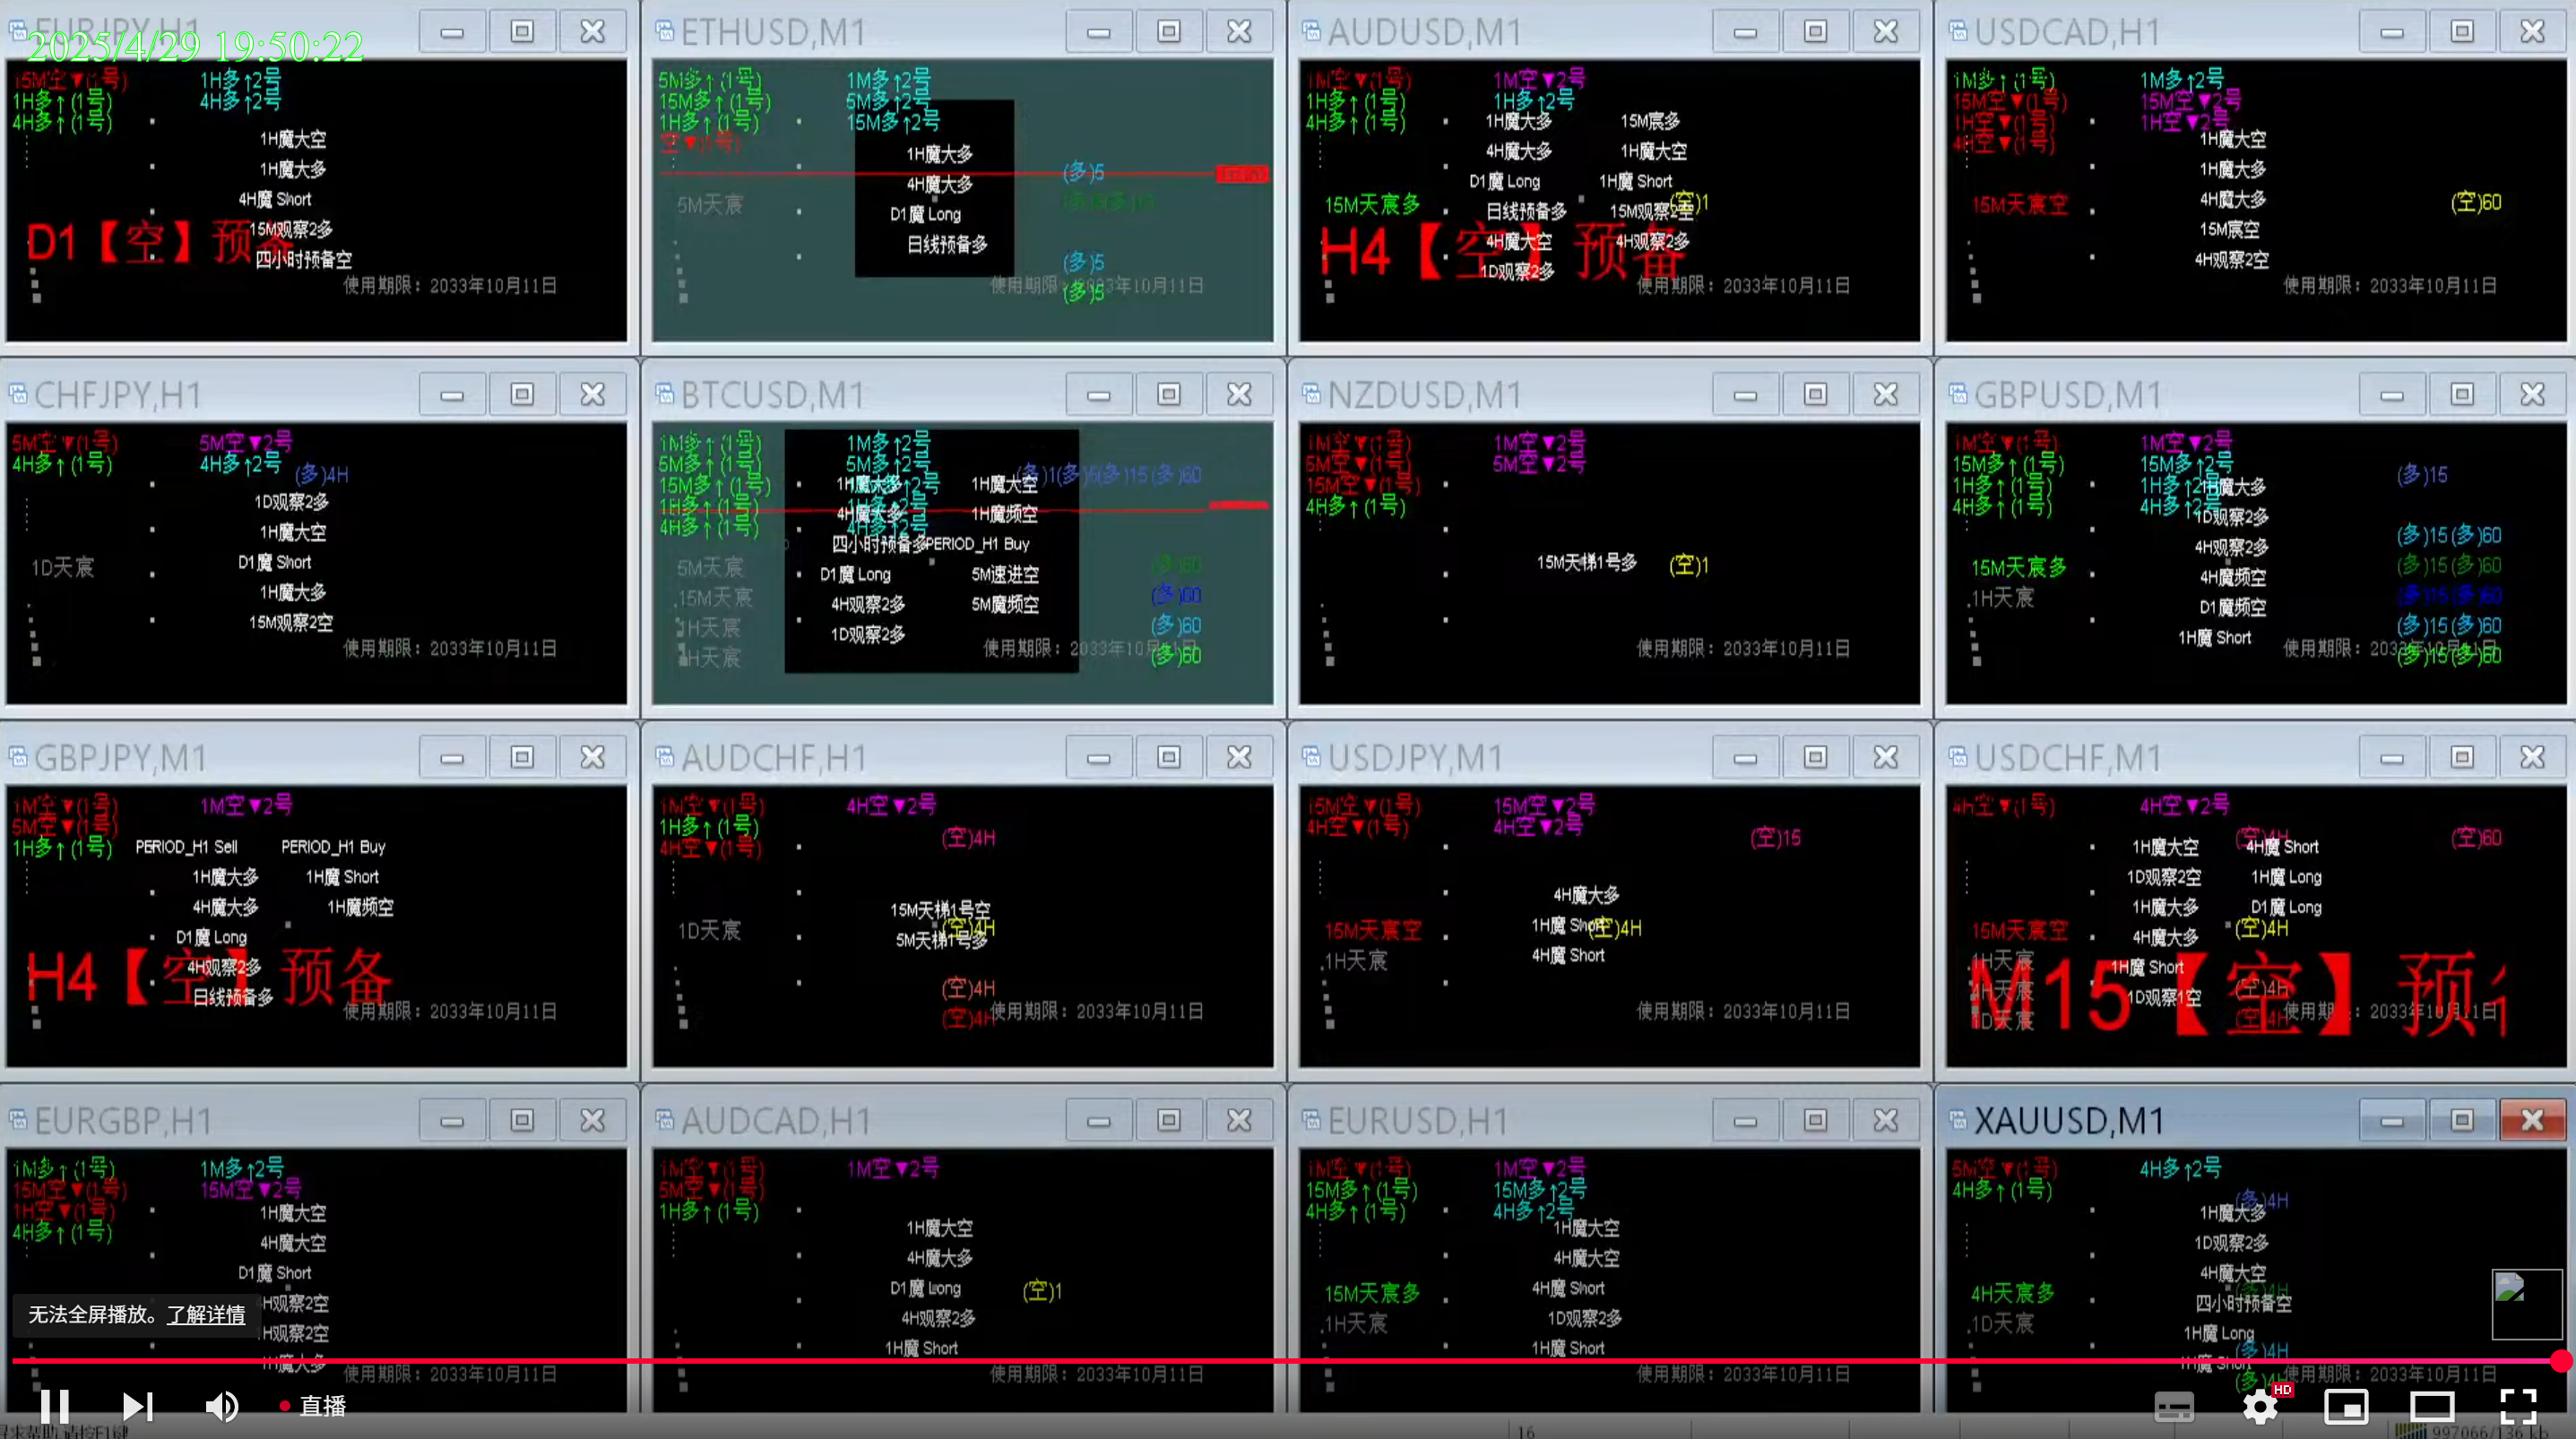 EURJPY,H1
2025/4/29 19:50:22
15M空▼(1号)
1H多↑2号
1H多↑(1号)
4H多↑2号
4H多↑(1号)
1H魔大空
1H魔大多
4H魔 Short
15M观察2多
D1【空】预备
四小时预备空
使用期限：2033年10月11日
ETHUSD,M1
5M多↑(1号)
1M多↑2号
15M多↑(1号)
5M多↑2号
1H多↑(1号)
15M多↑2号
空▼(1号)
1H魔大多
(多)5
4H魔大多
5M天宸
D1魔 Long
日线预备多
(多)5
使用期限：2033年10月11日
(多)5
AUDUSD,M1
1M空▼(1号)
1M空▼2号
1H多↑(1号)
1H多↑2号
4H多↑(1号)
1H魔大多
15M宸多
4H魔大多
1H魔大空
D1魔 Long
1H魔 Short
15M天宸多
(空)1
日线预备多
15M观察2空
4H魔大空
4H观察2多
H4【空】预备
1D观察2多
使用期限：2033年10月11日
USDCAD,H1
1M多↑(1号)
1M多↑2号
15M空▼(1号)
15M空▼2号
1H空▼(1号)
1H空▼2号
4H空▼(1号)
1H魔大空
1H魔大多
4H魔大多
15M天宸空
(空)60
15M宸空
4H观察2空
使用期限：2033年10月11日
CHFJPY,H1
5M空▼(1号)
5M空▼2号
4H多↑(1号)
4H多↑2号
(多)4H
1D观察2多
1H魔大空
D1魔 Short
1D天宸
1H魔大多
15M观察2空
使用期限：2033年10月11日
BTCUSD,M1
1M多↑(1号)
1M多↑2号
5M多↑(1号)
5M多↑2号
15M多↑(1号)
1H魔大空
(多)15(多)60
1H多↑(1号)
4H魔大多
1H魔频空
4H多↑(1号)
4H多↑2号
四小时预备多
PERIOD_H1 Buy
5M天宸
D1魔 Long
5M速进空
(多)60
15M天宸
4H观察2多
5M魔频空
(多)60
1H天宸
1D观察2多
(多)60
使用期限：2033年10月11日
H天宸
(多)60
NZDUSD,M1
1M空▼(1号)
1M空▼2号
5M空▼(1号)
5M空▼2号
15M空▼(1号)
4H多↑(1号)
15M天梯1号多
(空)1
使用期限：2033年10月11日
GBPUSD,M1
1M空▼(1号)
1M空▼2号
15M多↑(1号)
15M多↑2号
(多)15
1H多↑(1号)
1H多↑2号
4H多↑(1号)
4H多↑2号
1D观察2多
(多)15(多)60
4H观察2多
15M天宸多
4H魔频空
(多)15(多)60
1H天宸
D1魔频空
(多)15(多)60
1H魔 Short
(多)15(多)60
使用期限：2033年10月11日
(多)15(多)60
GBPJPY,M1
1M空▼(1号)
1M空▼2号
5M空▼(1号)
1H多↑(1号)
PERIOD_H1 Sell
PERIOD_H1 Buy
1H魔大多
1H魔 Short
4H魔大多
1H魔频空
D1魔 Long
4H观察2多
H4【空】预备
日线预备多
使用期限：2033年10月11日
AUDCHF,H1
1M空▼(1号)
4H空▼2号
1H多↑(1号)
(空)4H
4H空▼(1号)
15M天梯1号空
1D天宸
(空)4H
5M天梯1号多
(空)4H
(空)4H
使用期限：2033年10月11日
USDJPY,M1
15M空▼(1号)
15M空▼2号
4H空▼(1号)
4H空▼2号
(空)15
4H魔大多
1H魔 Short
(空)4H
15M天宸空
4H魔 Short
1H天宸
使用期限：2033年10月11日
USDCHF,M1
4H空▼(1号)
4H空▼2号
(空)4H
(空)60
1H魔大空
4H魔 Short
1D观察2空
1H魔 Long
1H魔大多
D1魔 Long
15M天宸空
4H魔大多
(空)4H
1H天宸
1H魔 Short
4H天宸
1D观察1空
(空)4H
M15【空】预
1D天宸
(空)4H
使用期限：2033年10月11日
EURGBP,H1
1M多↑(1号)
1M多↑2号
15M空▼(1号)
15M空▼2号
1H空▼(1号)
1H魔大空
4H多↑(1号)
4H魔大空
D1魔 Short
H观察2空
H观察2空
1H魔大多
使用期限：2033年10月11日
AUDCAD,H1
1M空▼(1号)
1M空▼2号
5M空▼(1号)
1H多↑(1号)
1H魔大空
4H魔大多
D1魔 Long
(空)1
4H观察2多
1H魔 Short
使用期限：2033年10月11日
EURUSD,H1
1M空▼(1号)
1M空▼2号
15M多↑(1号)
15M多↑2号
4H多↑(1号)
4H多↑2号
1H魔大空
4H魔大空
4H魔 Short
15M天宸多
1D观察2多
1H天宸
1H魔 Short
使用期限：2033年10月11日
XAUUSD,M1
5M空▼(1号)
4H多↑2号
4H多↑(1号)
(多)4H
1H魔大多
1D观察2多
4H魔大空
4H天宸多
四小时预备空
1D天宸
1H魔 Long
(多)4H
1H魔 Short
使用期限：2033年10月11日
无法全屏播放。了解详情
直播
HD
16
997066/136 kb